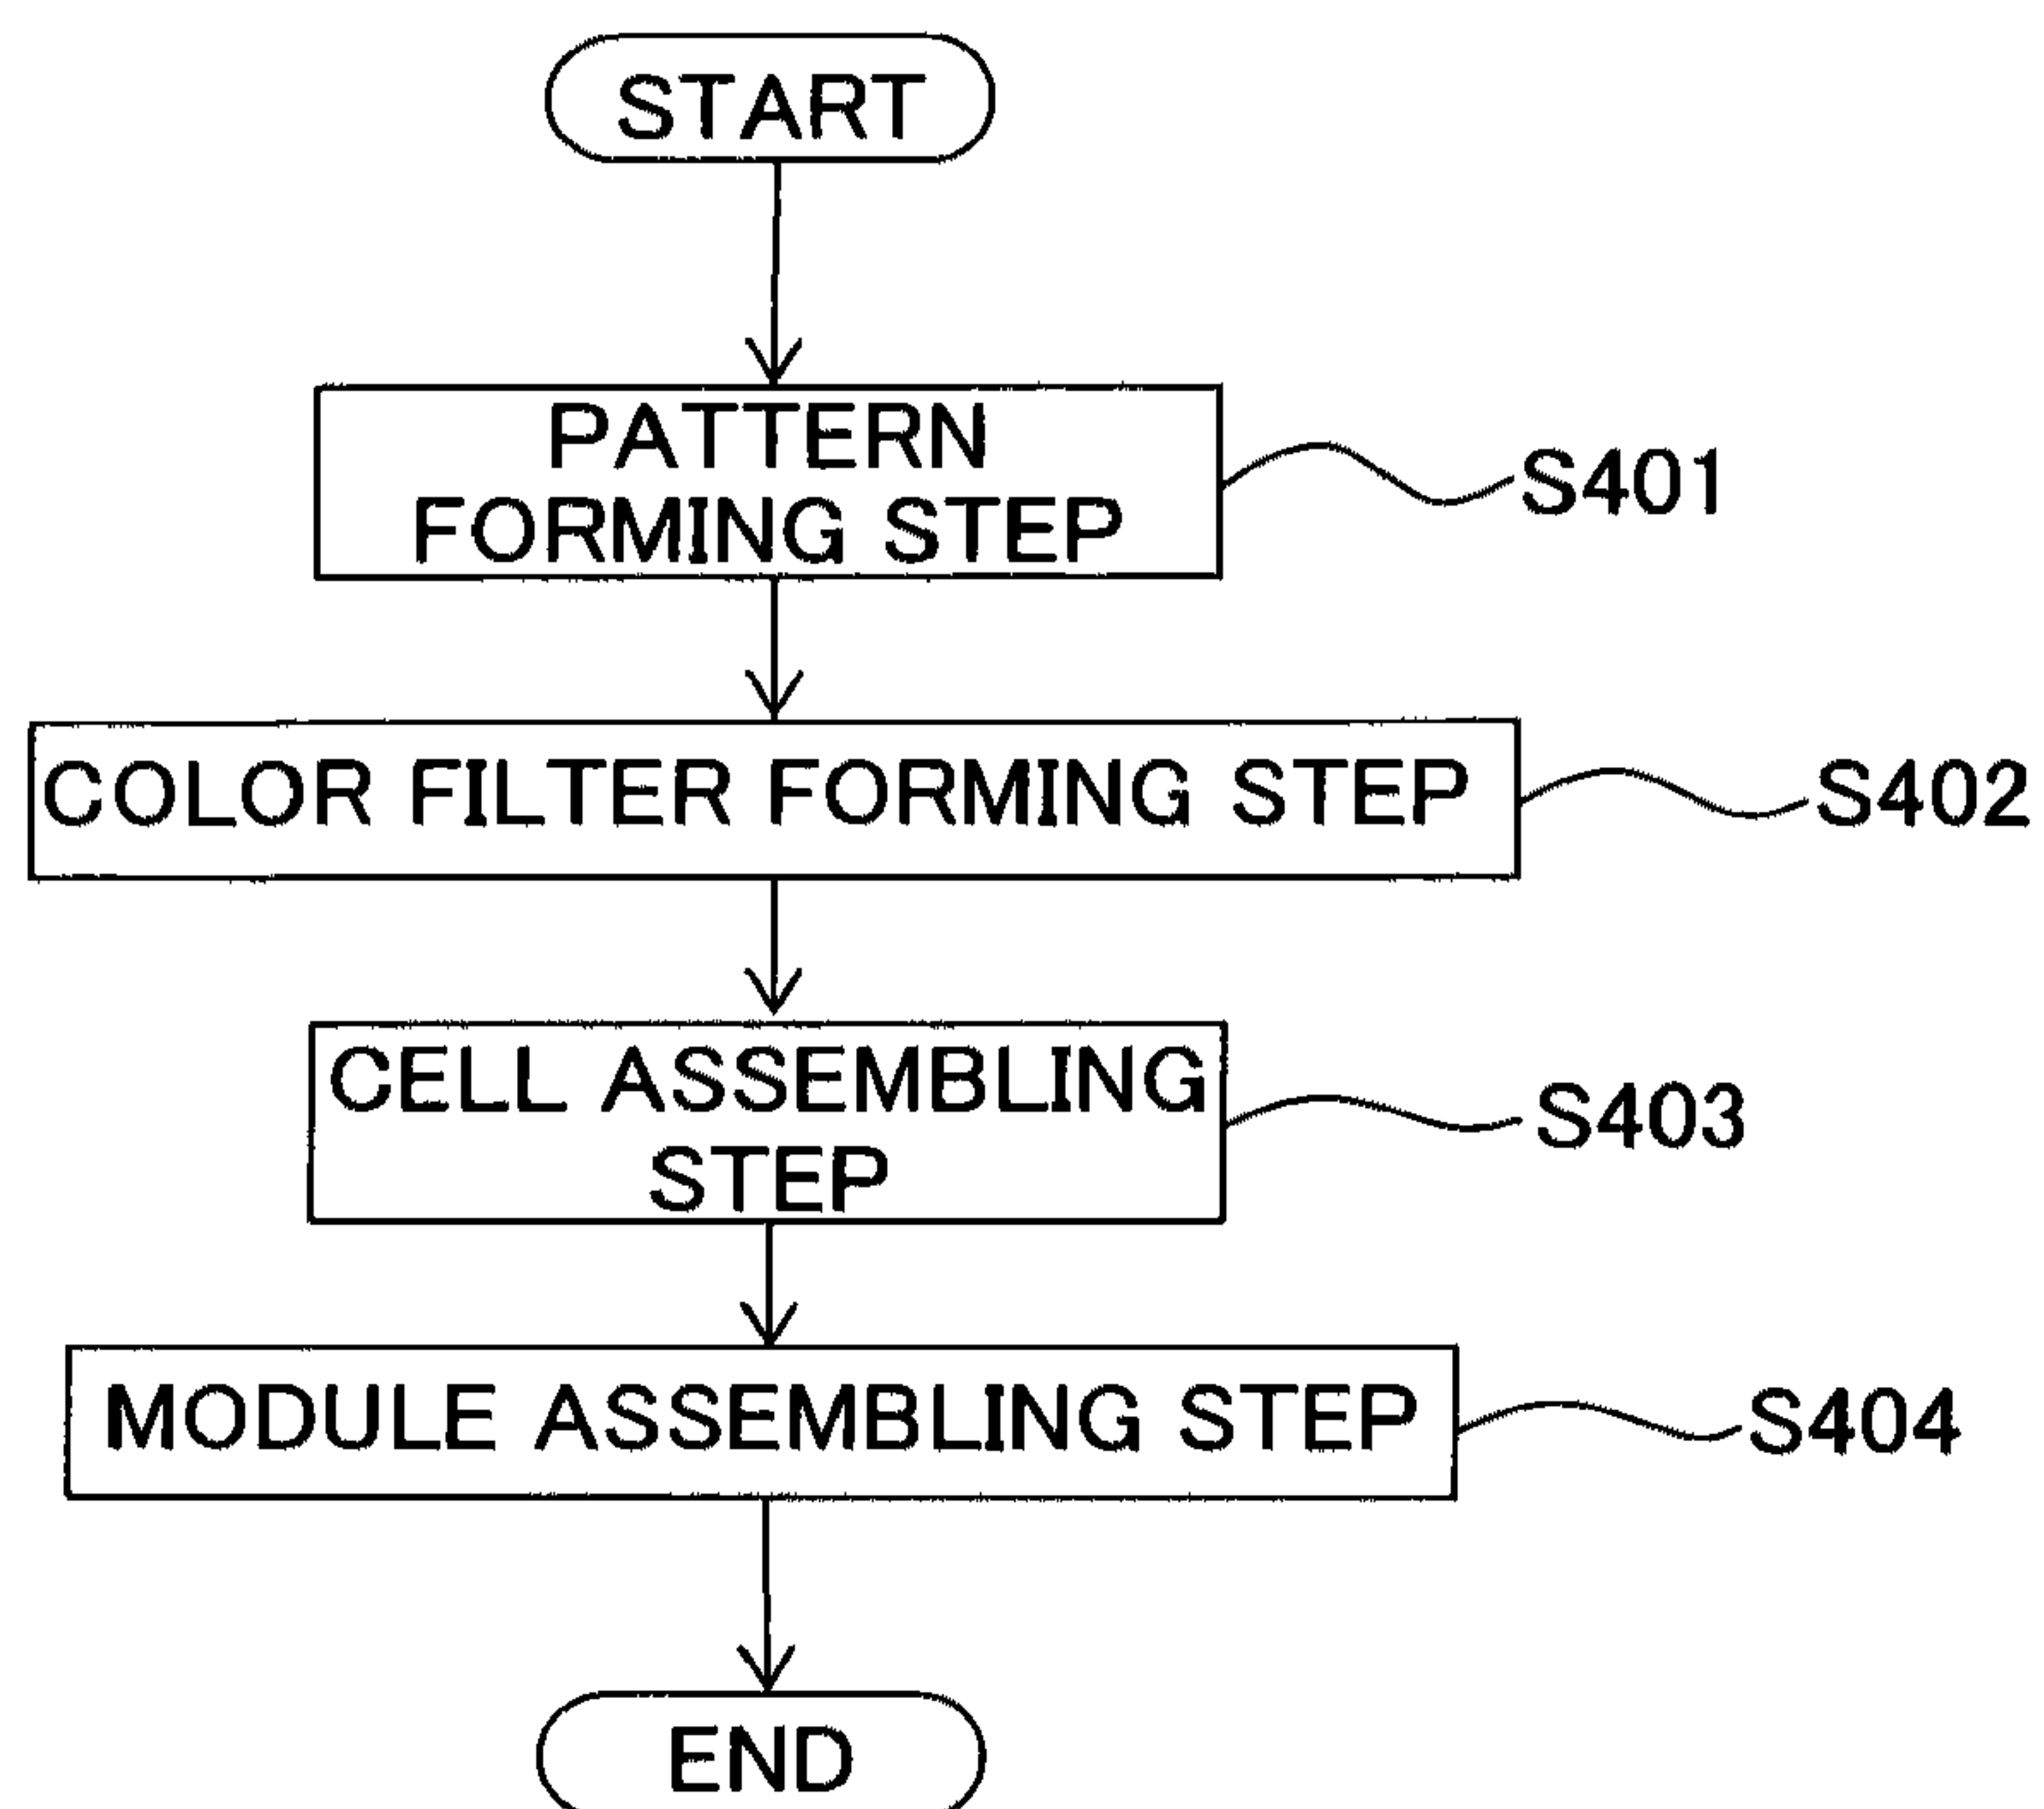 START
PATTERN
FORMING STEP
S401
COLOR FILTER FORMING STEP
S402
CELL ASSEMBLING
STEP
S403
MODULE ASSEMBLING STEP
S404
END